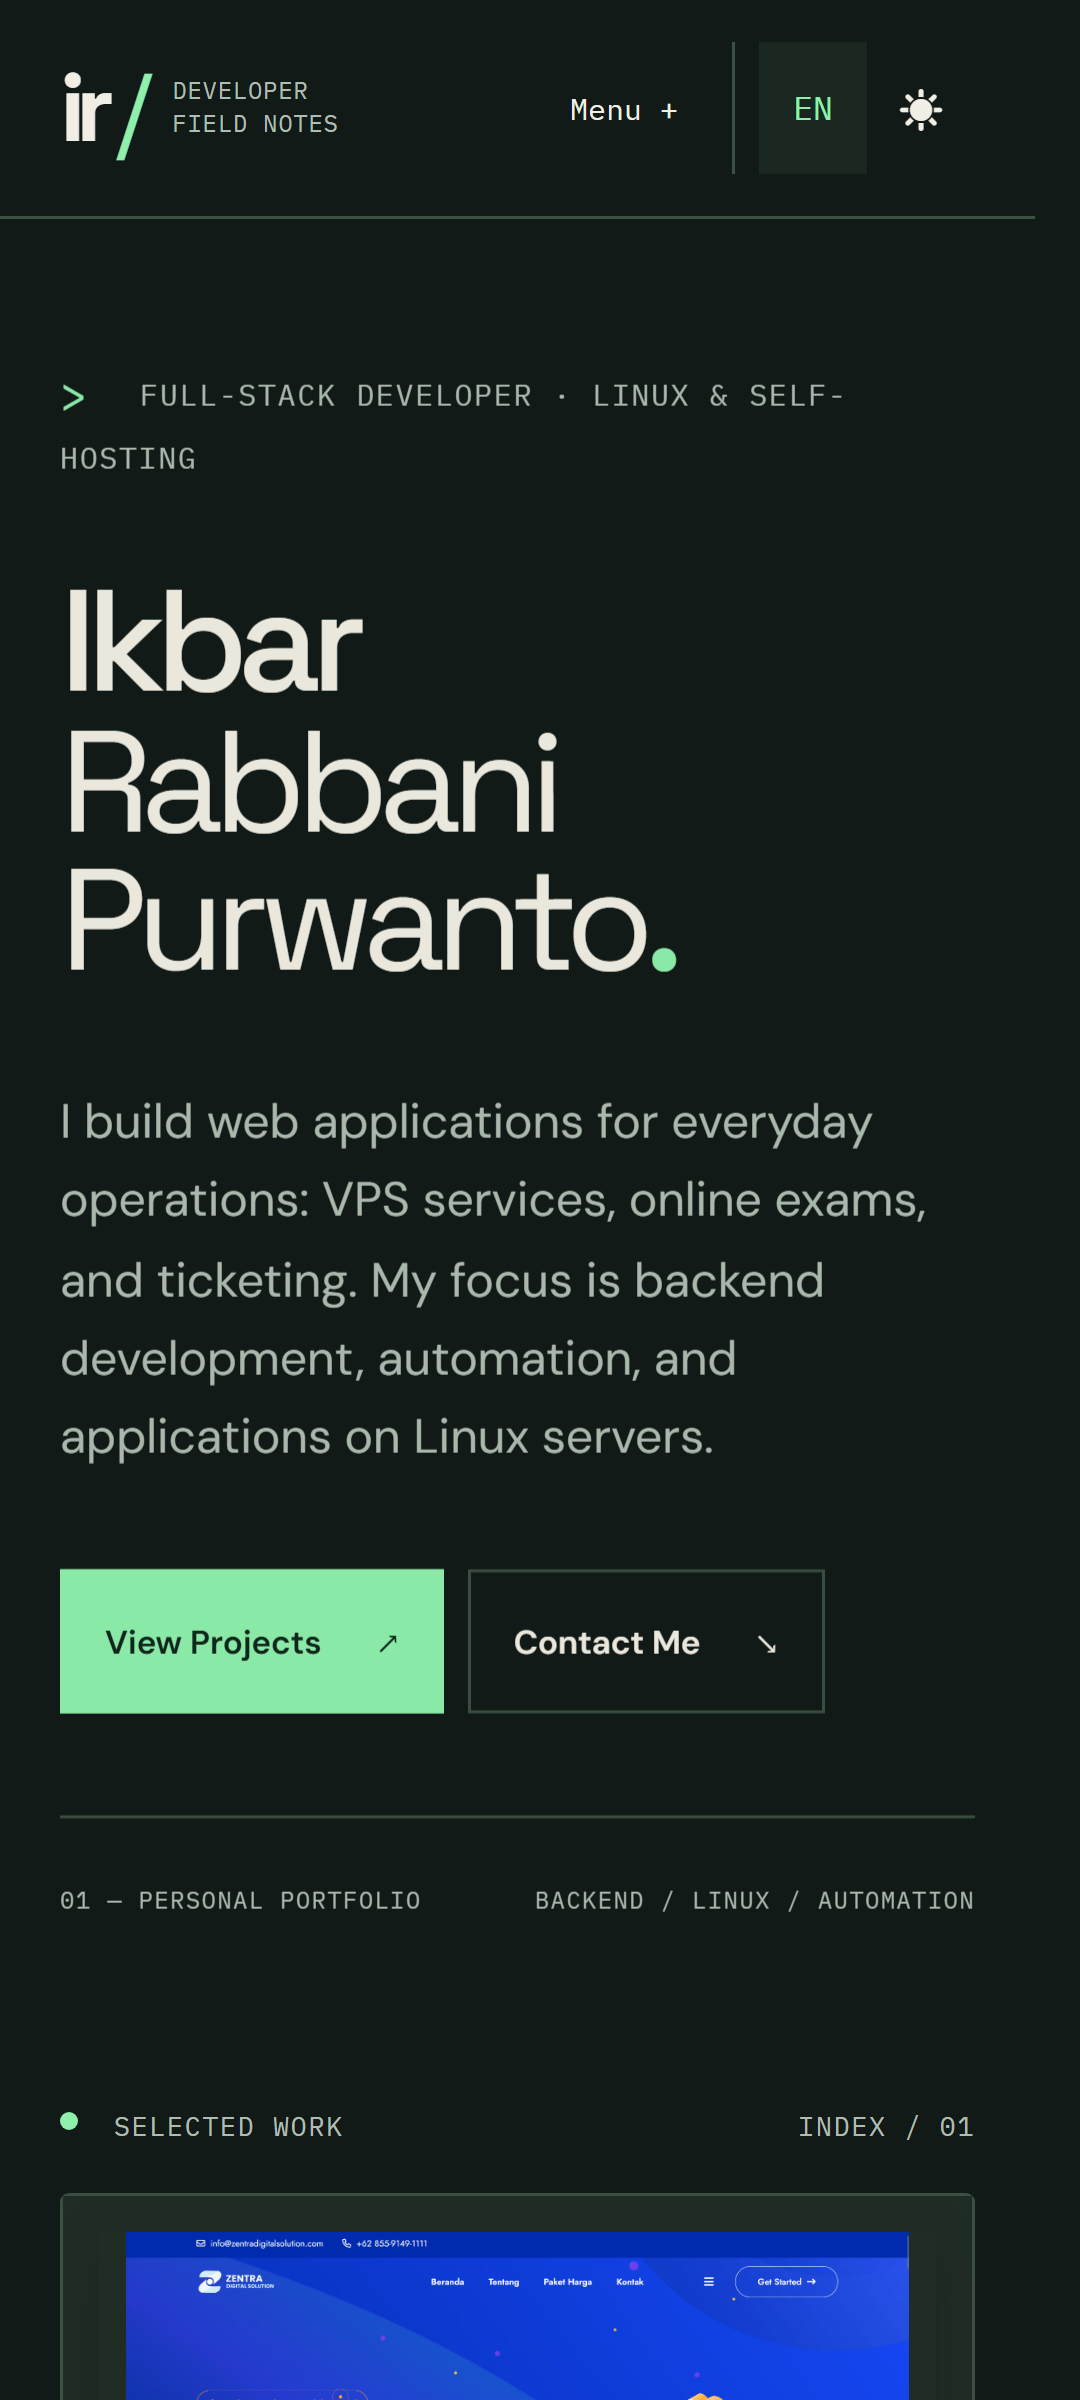 ir/
DEVELOPER
FIELD NOTES
Menu +
EN
> FULL-STACK DEVELOPER · LINUX & SELF-
HOSTING
Ikbar
Rabbani
Purwanto.
I build web applications for everyday
operations: VPS services, online exams,
and ticketing. My focus is backend
development, automation, and
applications on Linux servers.
View Projects ↗
Contact Me ↘
01 — PERSONAL PORTFOLIO
BACKEND / LINUX / AUTOMATION
SELECTED WORK
INDEX / 01
info@zentradigitalsolution.com
+62 855-9149-1111
ZENTRA
DIGITAL SOLUTION
Beranda
Tentang
Paket Harga
Kontak
Get Started →